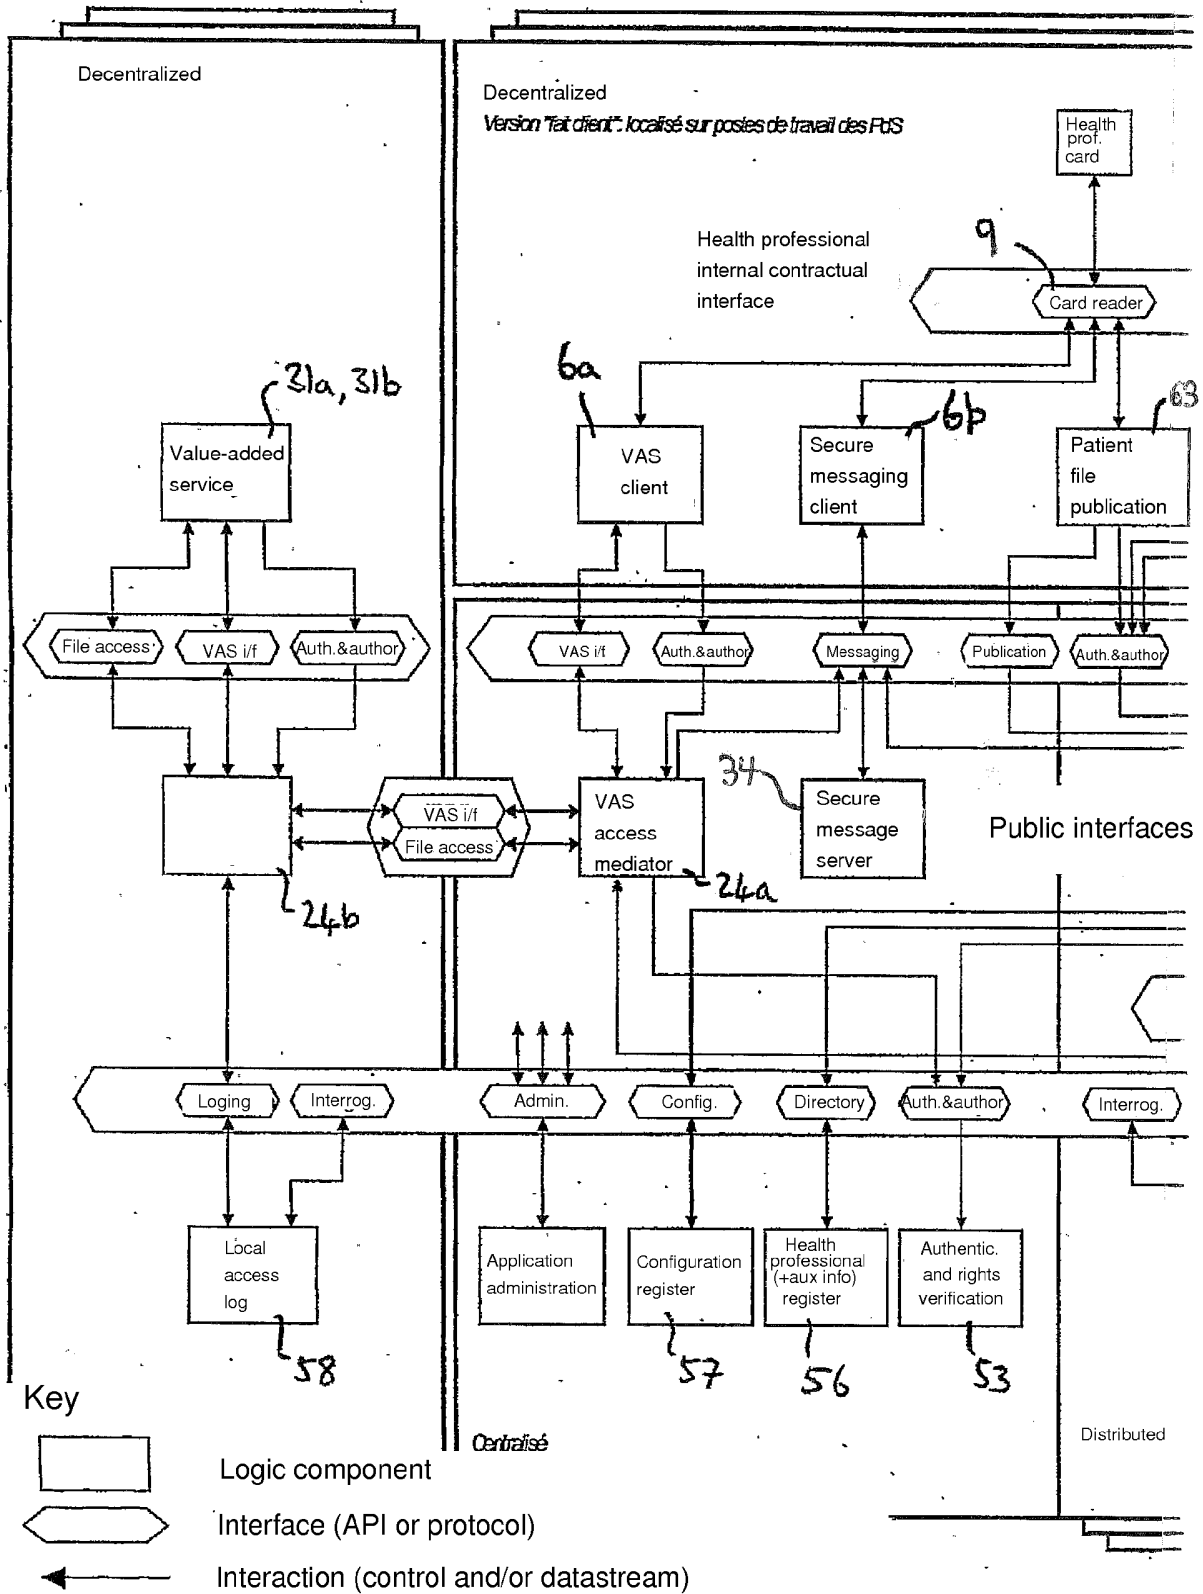 Decentralized
Decentralized
Version "fat client": localisé sur postes de travail des PdS
Health
prof.
card
9
Health professional
internal contractual
interface
Card reader
31a, 31b
6a
6b
63
Value-added
service
VAS
client
Secure
messaging
client
Patient
file
publication
File access
VAS i/f
Auth.&author
VAS i/f
Auth.&author
Messaging
Publication
Auth.&author
34
VAS i/f
File access
VAS
access
mediator
Secure
message
server
Public interfaces
24b
24a
Loging
Interrog.
Admin.
Config.
Directory
Auth.&author
Interrog.
Local
access
log
Application
administration
Configuration
register
Health
professional
(+aux info)
register
Authentic.
and rights
verification
58
57
56
53
Key
Centralisé
Distributed
Logic component
Interface (API or protocol)
Interaction (control and/or datastream)